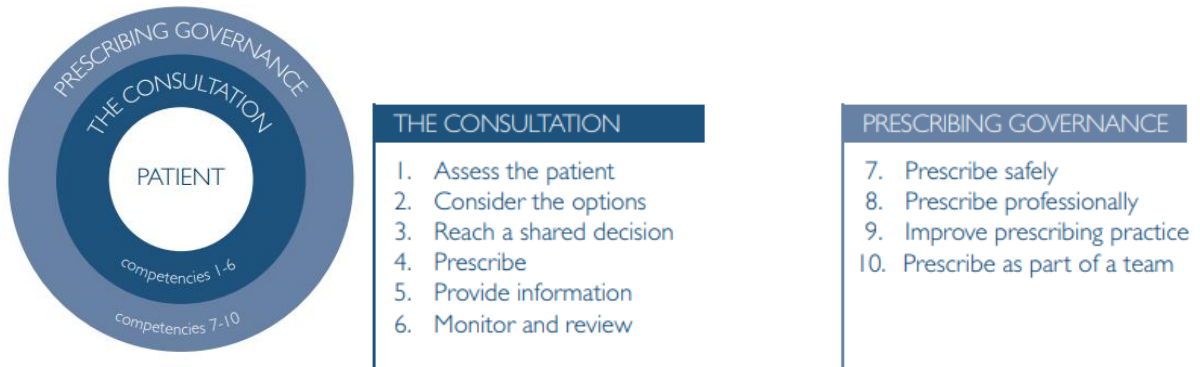 PRESCRIBING GOVERNANCE
THE CONSULTATION
PATIENT
competencies 1-6
competencies 7-10
THE CONSULTATION
1. Assess the patient
2. Consider the options
3. Reach a shared decision
4. Prescribe
5. Provide information
6. Monitor and review
PRESCRIBING GOVERNANCE
7. Prescribe safely
8. Prescribe professionally
9. Improve prescribing practice
10. Prescribe as part of a team